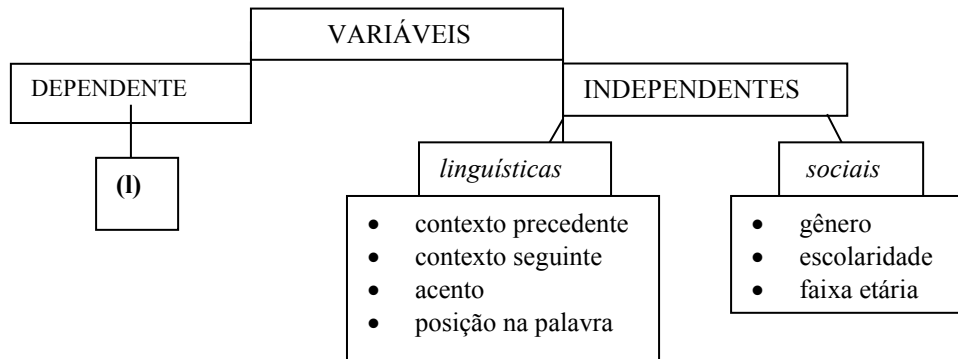 VARIÁVEIS
DEPENDENTE
INDEPENDENTES
(l)
linguísticas
• contexto precedente
• contexto seguinte
• acento
• posição na palavra
sociais
• gênero
• escolaridade
• faixa etária